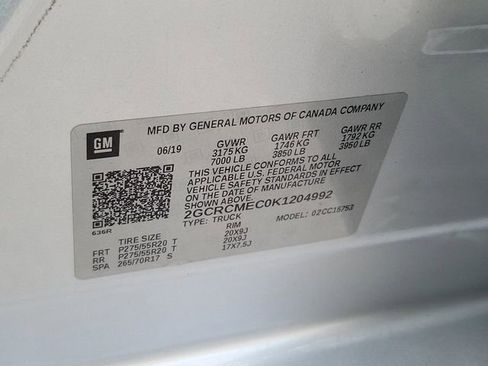 MFD BY GENERAL MOTORS OF CANADA COMPANY
GM
06/19 GVWR GAWR FRT GAWR RR
3175 KG 1746 KG 1792 KG
7000 LB 3850 LB 3950 LB
THIS VEHICLE CONFORMS TO ALL
APPLICABLE U.S. FEDERAL MOTOR
VEHICLE SAFETY STANDARDS IN EFFECT
ON THE DATE OF MANUFACTURE
SHOWN ABOVE.
2GCRCMEC0K1204992
TYPE: TRUCK MODEL: 02CC15753
636R
TIRE SIZE RIM
FRT P275/55R20 T 20X9J
RR P275/55R20 T 20X9J
SPA 265/70R17 S 17X7.5J